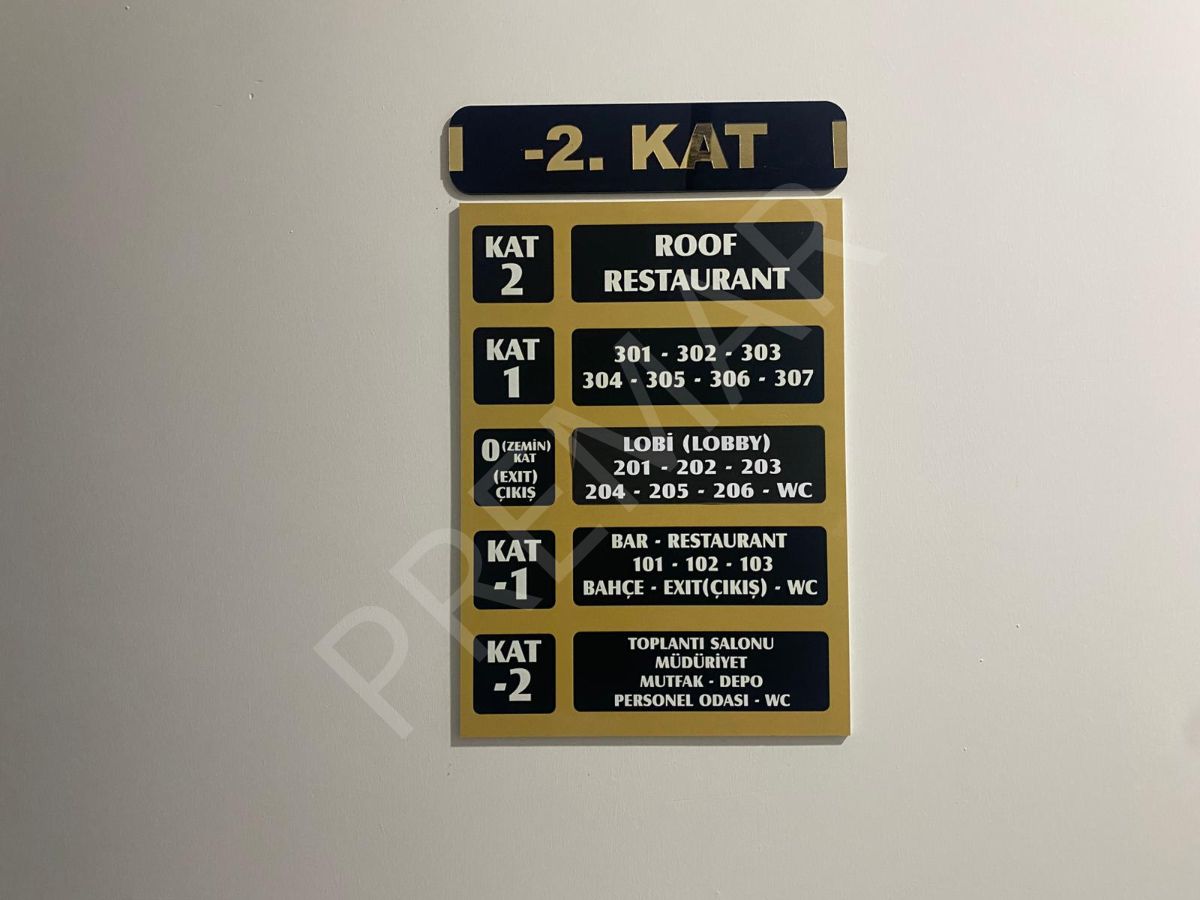 -2. KAT
KAT
2
ROOF
RESTAURANT
KAT
1
301 - 302 - 303
304 - 305 - 306 - 307
0 (ZEMİN)
KAT
(EXIT)
ÇIKIŞ
LOBİ (LOBBY)
201 - 202 - 203
204 - 205 - 206 - WC
KAT
-1
BAR - RESTAURANT
101 - 102 - 103
BAHÇE - EXIT(ÇIKIŞ) - WC
KAT
-2
TOPLANTI SALONU
MÜDÜRİYET
MUTFAK - DEPO
PERSONEL ODASI - WC
PREMAR